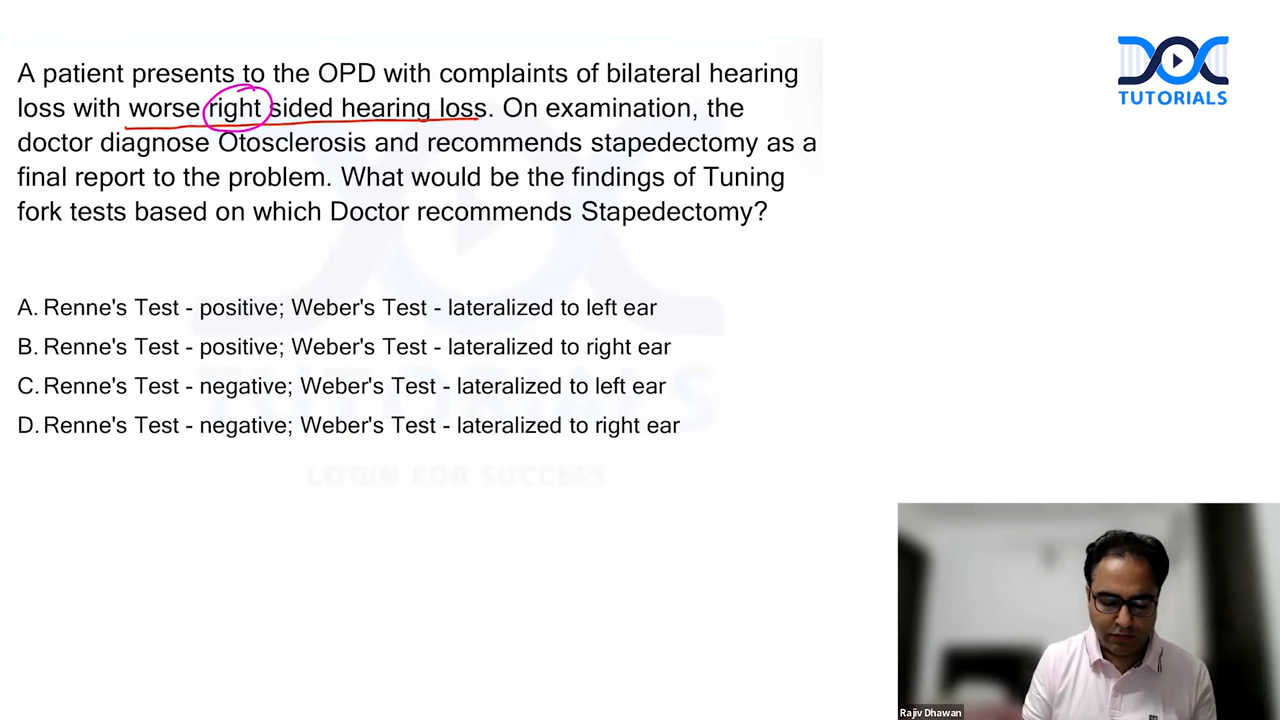 A patient presents to the OPD with complaints of bilateral hearing
loss with worse right sided hearing loss. On examination, the
doctor diagnose Otosclerosis and recommends stapedectomy as a
final report to the problem. What would be the findings of Tuning
fork tests based on which Doctor recommends Stapedectomy?
A. Renne's Test - positive; Weber's Test - lateralized to left ear
B. Renne's Test - positive; Weber's Test - lateralized to right ear
C. Renne's Test - negative; Weber's Test - lateralized to left ear
D. Renne's Test - negative; Weber's Test - lateralized to right ear
TUTORIALS
LOGIN FOR SUCCESS
TUTORIALS
Rajiv Dhawan